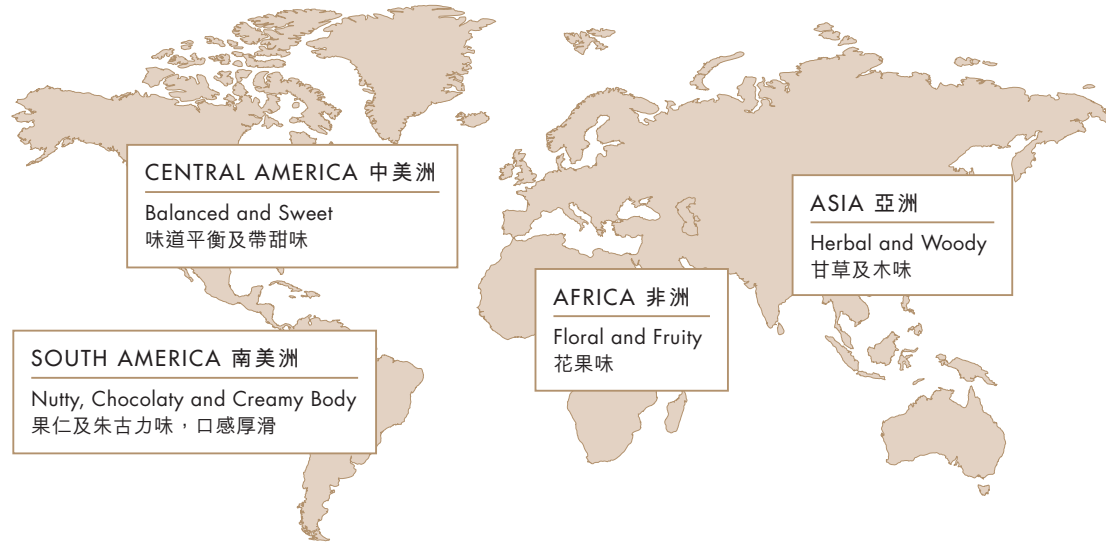 CENTRAL AMERICA 中美洲
Balanced and Sweet
味道平衡及帶甜味
ASIA 亞洲
Herbal and Woody
甘草及木味
AFRICA 非洲
Floral and Fruity
花果味
SOUTH AMERICA 南美洲
Nutty, Chocolaty and Creamy Body
果仁及朱古力味，口感厚滑